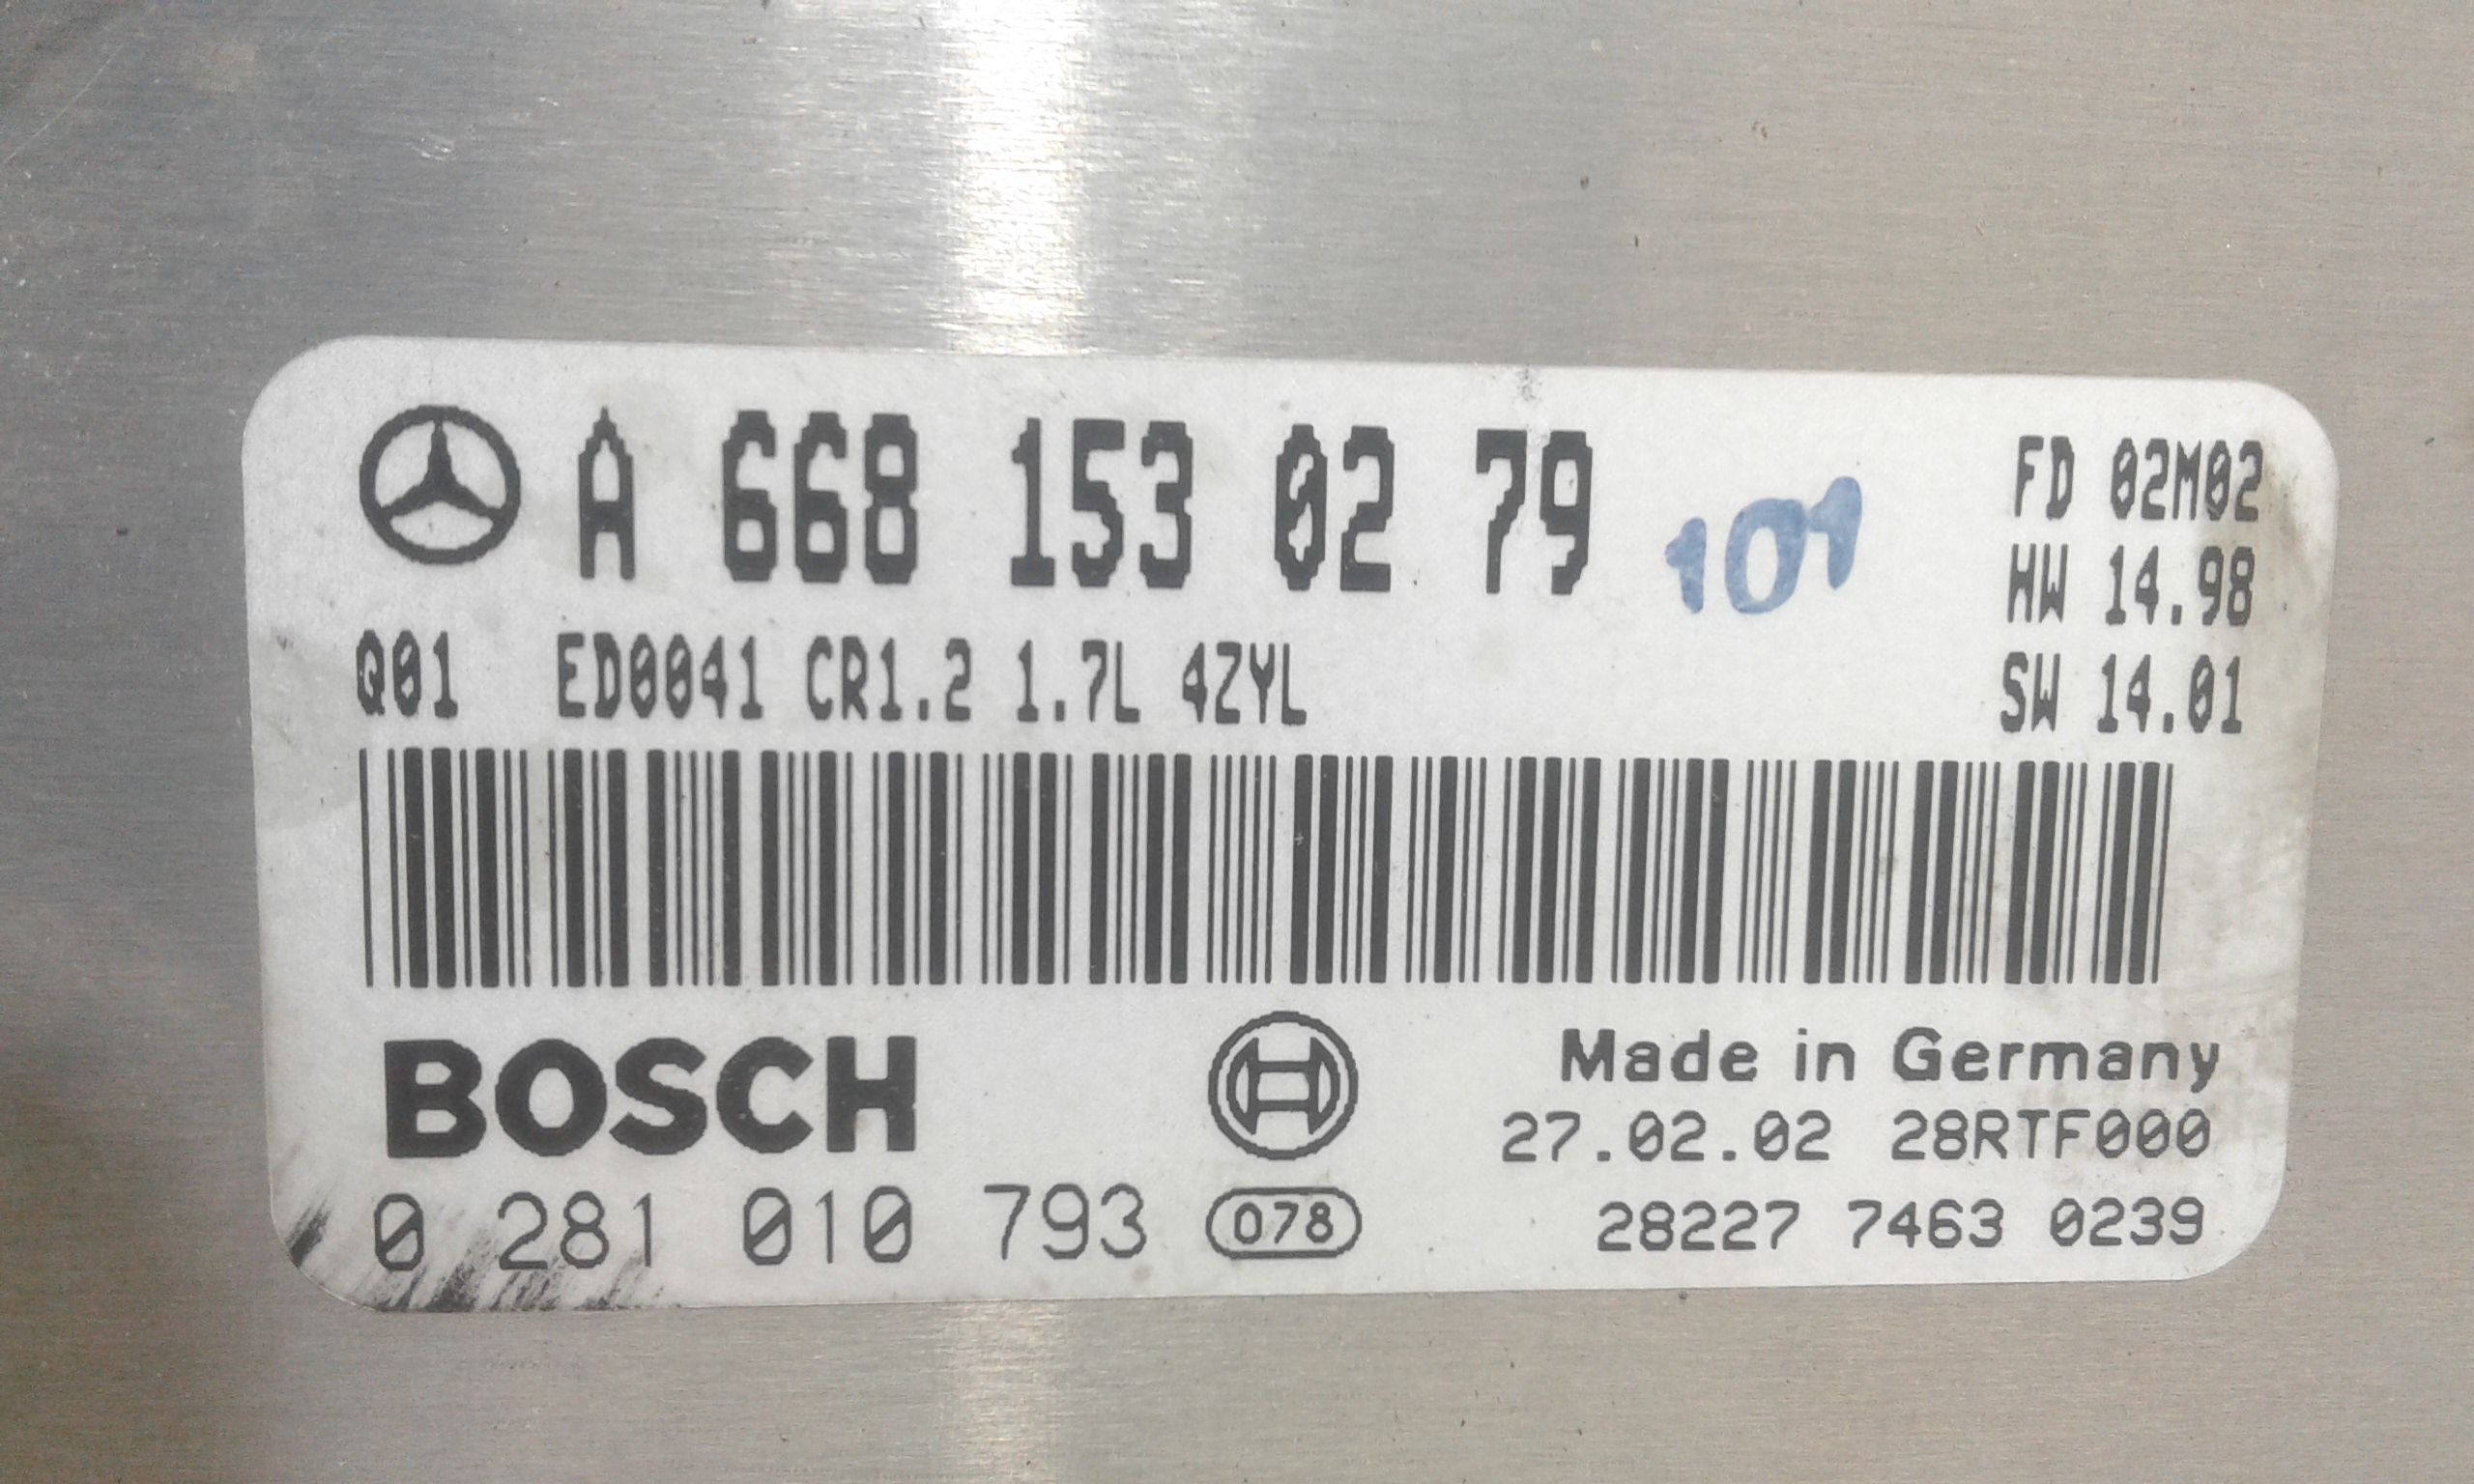 A 668 153 02 79 101 FD 02M02
HW 14.98
Q01 ED0041 CR1.2 1.7L 4ZYL SW 14.01
BOSCH Made in Germany
27.02.02 28RTF000
0 281 010 793 078 28227 7463 0239